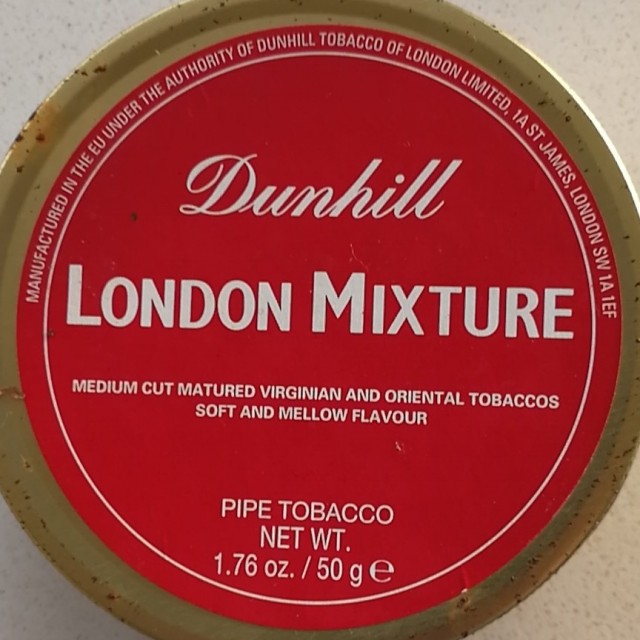 MANUFACTURED IN THE EU UNDER THE AUTHORITY OF DUNHILL TOBACCO OF LONDON LIMITED, 1A ST JAMES, LONDON SW 1A 1EF
Dunhill
LONDON MIXTURE
MEDIUM CUT MATURED VIRGINIAN AND ORIENTAL TOBACCOS
SOFT AND MELLOW FLAVOUR
PIPE TOBACCO
NET WT.
1.76 oz. / 50 g ℮